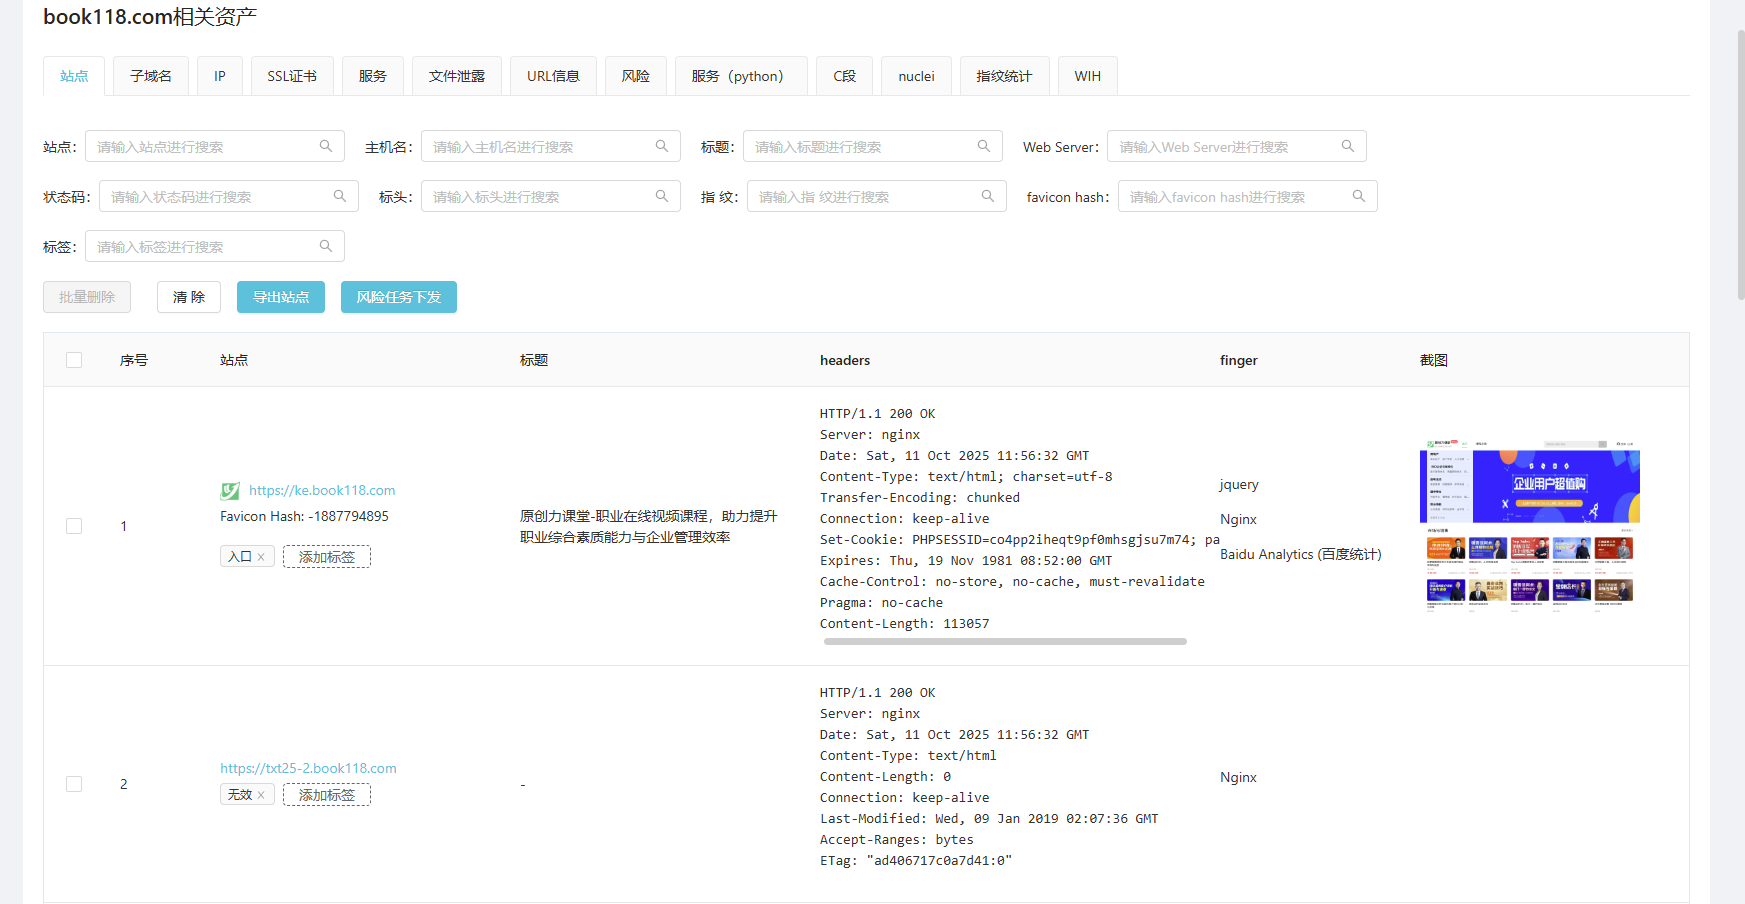 book118.com相关资产
站点 子域名 IP SSL证书 服务 文件泄露 URL信息 风险 服务（python） C段 nuclei 指纹统计 WIH
站点： 请输入站点进行搜索 主机名： 请输入主机名进行搜索 标题： 请输入标题进行搜索 Web Server： 请输入Web Server进行搜索
状态码： 请输入状态码进行搜索 标头： 请输入标头进行搜索 指 纹： 请输入指 纹进行搜索 favicon hash： 请输入favicon hash进行搜索
标签： 请输入标签进行搜索
批量删除 清 除 导出站点 风险任务下发
序号 站点 标题 headers finger 截图
1
https://ke.book118.com
Favicon Hash: -1887794895
入口 × 添加标签
原创力课堂-职业在线视频课程，助力提升
职业综合素质能力与企业管理效率
HTTP/1.1 200 OK
Server: nginx
Date: Sat, 11 Oct 2025 11:56:32 GMT
Content-Type: text/html; charset=utf-8
Transfer-Encoding: chunked
Connection: keep-alive
Set-Cookie: PHPSESSID=co4pp2iheqt9pf0mhsgjsu7m74; pa
Expires: Thu, 19 Nov 1981 08:52:00 GMT
Cache-Control: no-store, no-cache, must-revalidate
Pragma: no-cache
Content-Length: 113057
jquery
Nginx
Baidu Analytics (百度统计)
企业用户超值购
2
https://txt25-2.book118.com
无效 × 添加标签
-
HTTP/1.1 200 OK
Server: nginx
Date: Sat, 11 Oct 2025 11:56:32 GMT
Content-Type: text/html
Content-Length: 0
Connection: keep-alive
Last-Modified: Wed, 09 Jan 2019 02:07:36 GMT
Accept-Ranges: bytes
ETag: "ad406717c0a7d41:0"
Nginx